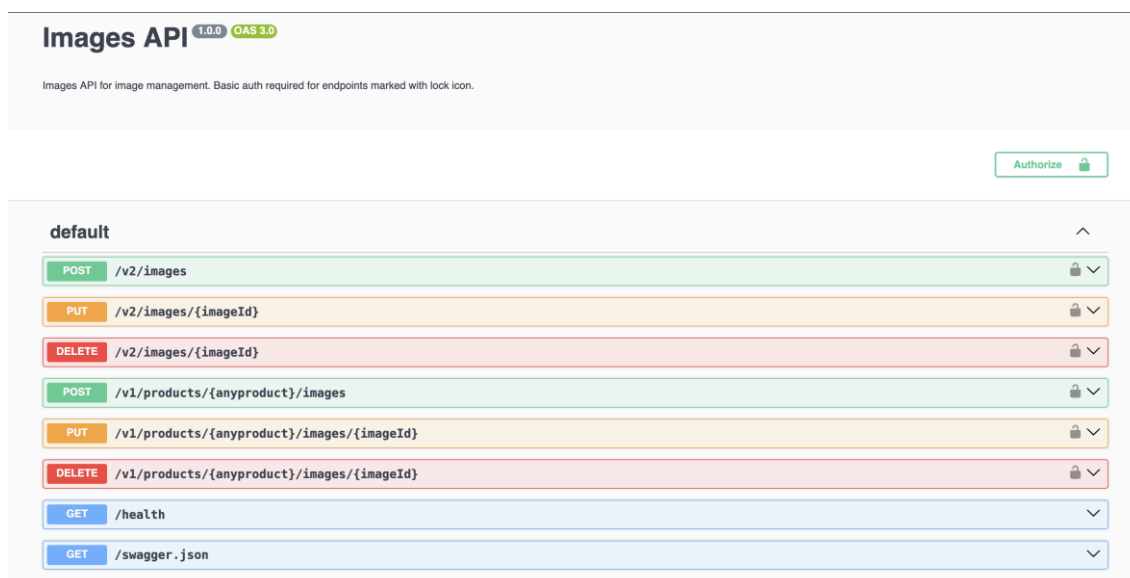 Images API 1.0.0 OAS 3.0
Images API for image management. Basic auth required for endpoints marked with lock icon.
Authorize
default
POST /v2/images
PUT /v2/images/{imageId}
DELETE /v2/images/{imageId}
POST /v1/products/{anyproduct}/images
PUT /v1/products/{anyproduct}/images/{imageId}
DELETE /v1/products/{anyproduct}/images/{imageId}
GET /health
GET /swagger.json